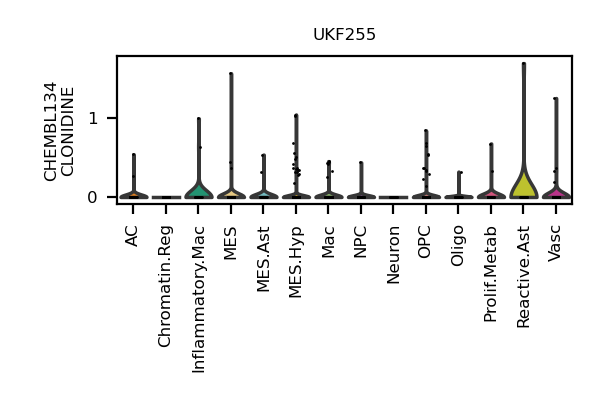 UKF255
CHEMBL134
CLONIDINE
1
0
AC
Chromatin.Reg
Inflammatory.Mac
MES
MES.Ast
MES.Hyp
Mac
NPC
Neuron
OPC
Oligo
Prolif.Metab
Reactive.Ast
Vasc